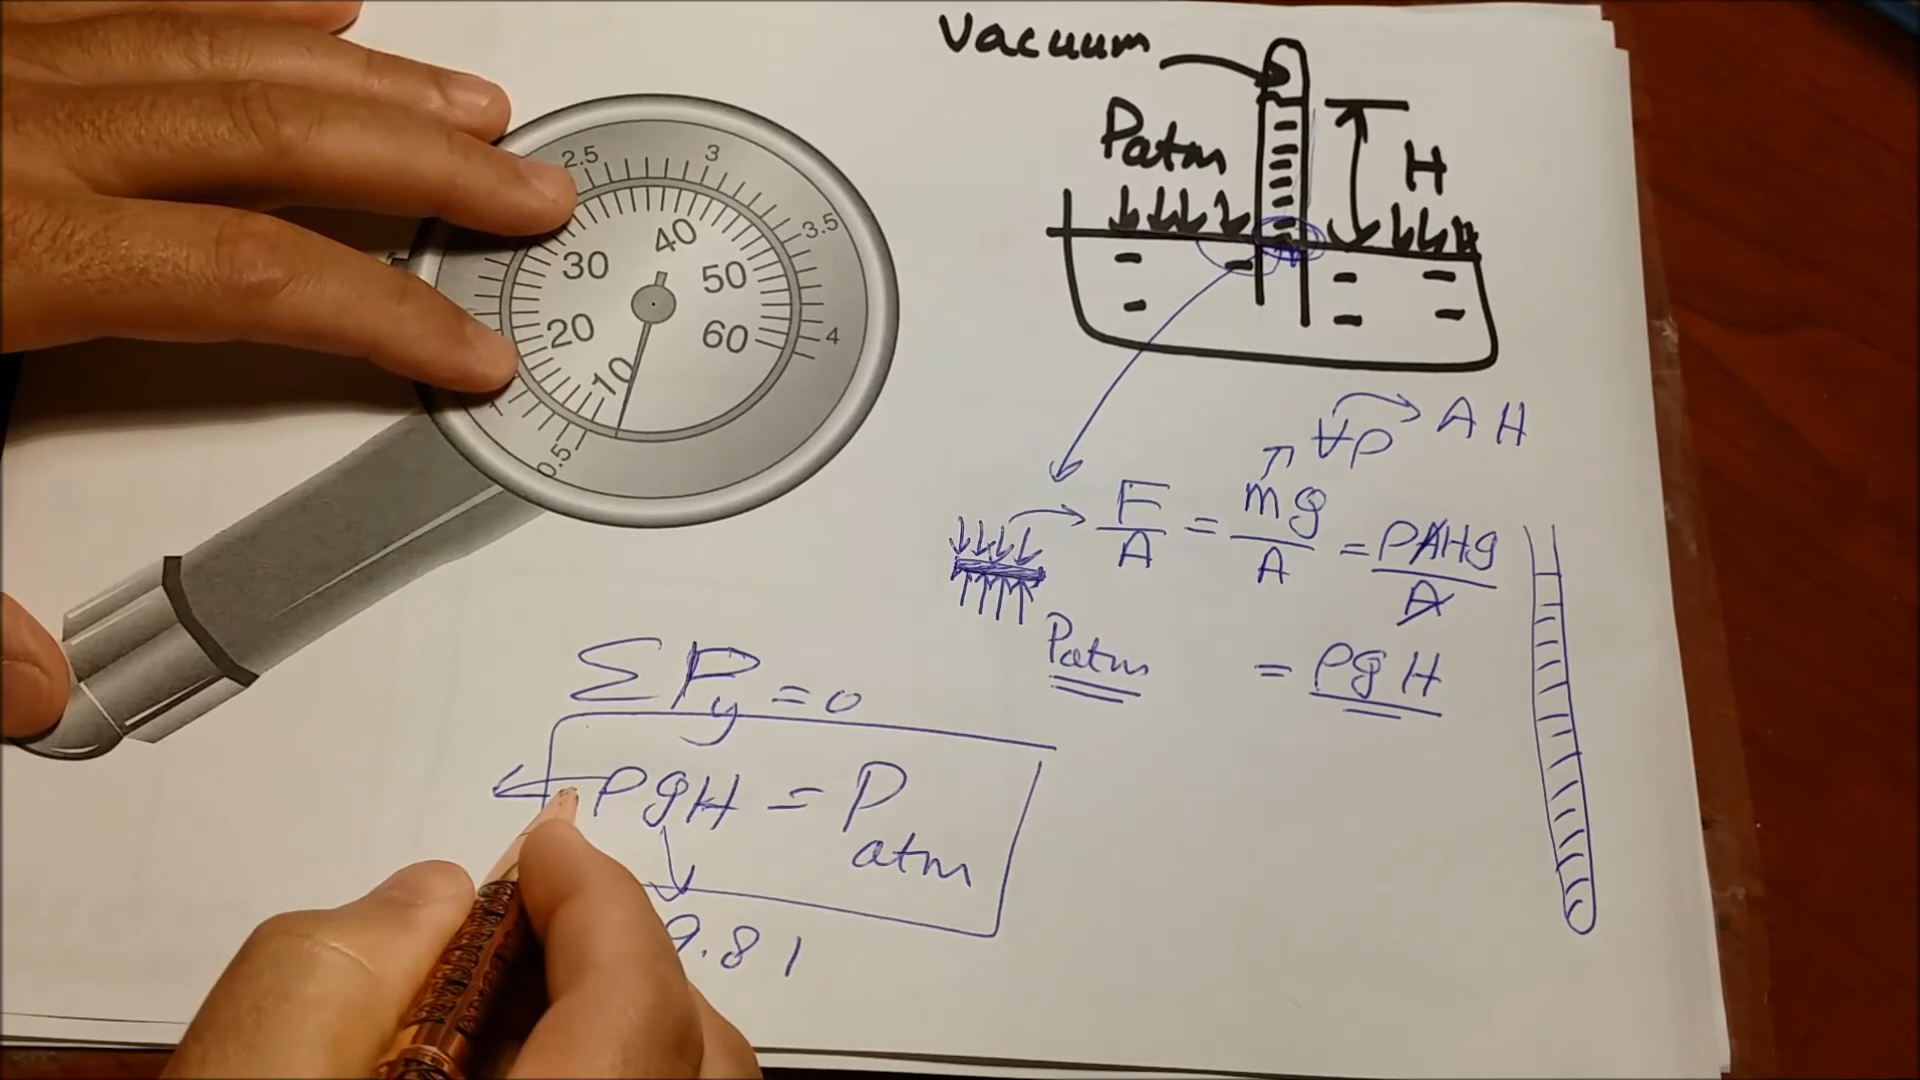 Vacuum
Patm
H
2.5 3
3.5
4
1
0.5
10 20 30 40 50 60
∀ρ → A H
F/A = mg/A = ρAHg/A
= ρgH
Patm
ΣPy = 0
ρgH = Patm
9.81